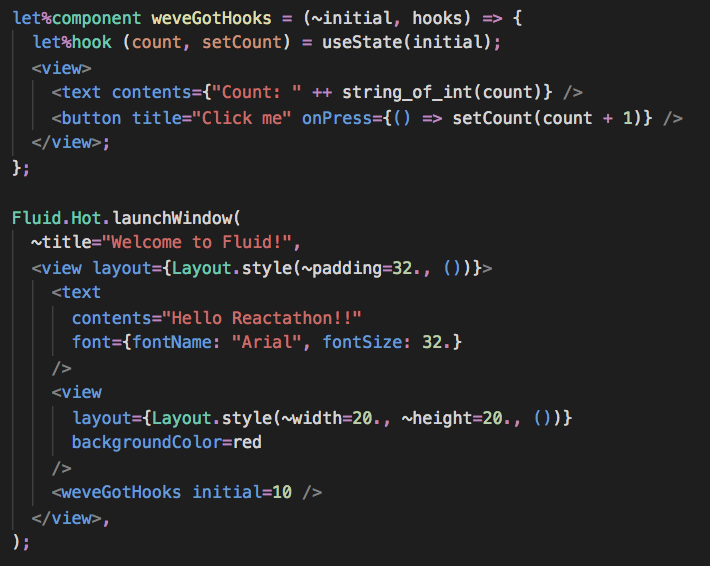 let%component weveGotHooks = (~initial, hooks) => {
  let%hook (count, setCount) = useState(initial);
  <view>
    <text contents={"Count: " ++ string_of_int(count)} />
    <button title="Click me" onPress={() => setCount(count + 1)} />
  </view>;
};

Fluid.Hot.launchWindow(
  ~title="Welcome to Fluid!",
  <view layout={Layout.style(~padding=32., ())}>
    <text
      contents="Hello Reactathon!!"
      font={fontName: "Arial", fontSize: 32.}
    />
    <view
      layout={Layout.style(~width=20., ~height=20., ())}
      backgroundColor=red
    />
    <weveGotHooks initial=10 />
  </view>,
);